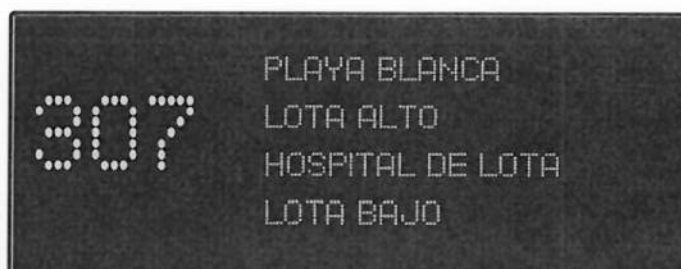 307
PLAYA BLANCA
LOTA ALTO
HOSPITAL DE LOTA
LOTA BAJO